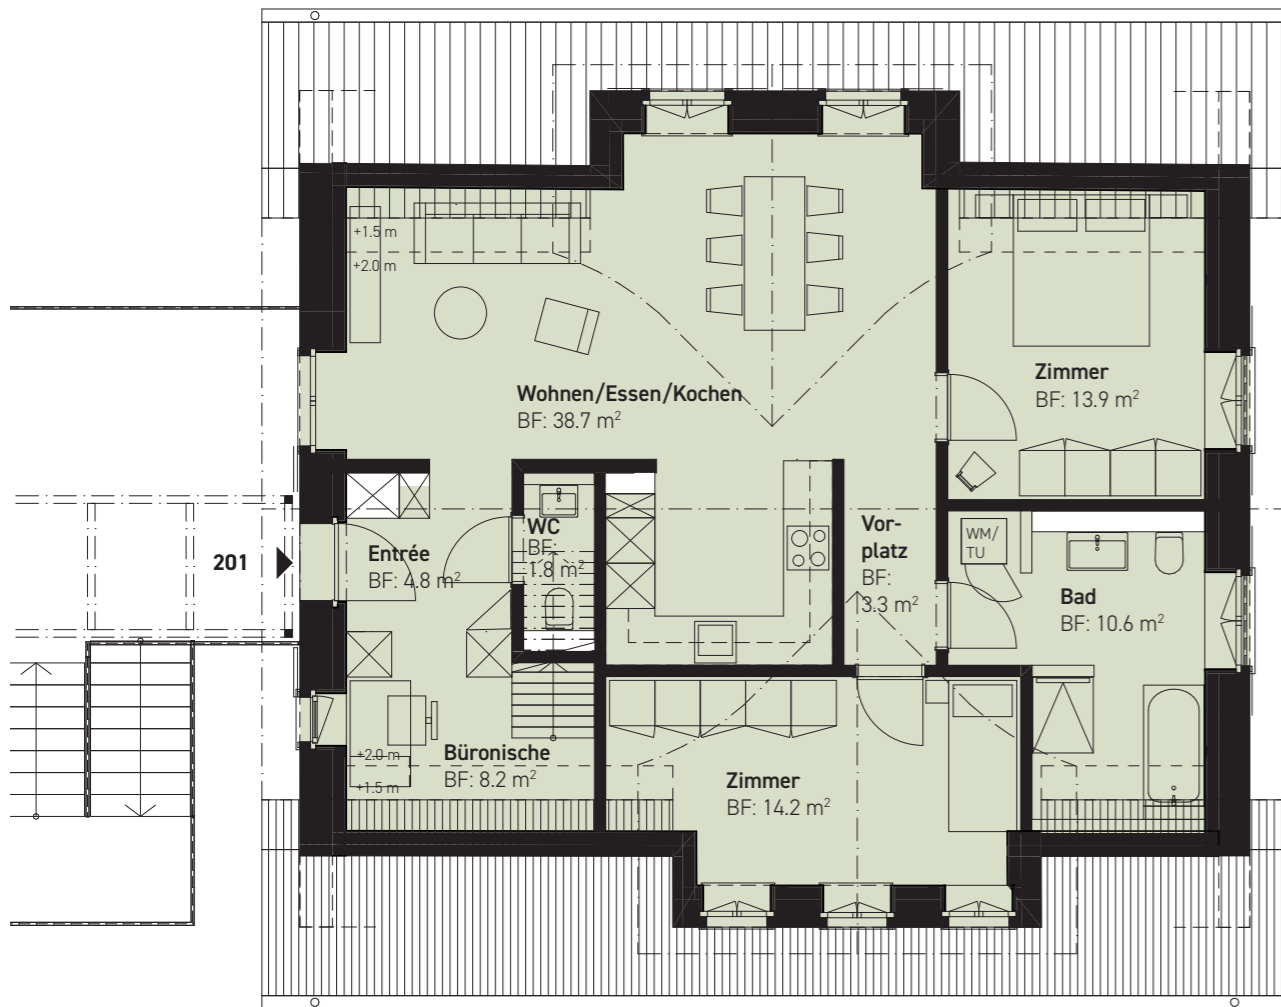 +1.5 m
+2.0 m
Wohnen/Essen/Kochen
BF: 38.7 m²
Zimmer
BF: 13.9 m²
201
Entrée
BF: 4.8 m²
WC
BF:
1.8 m²
Vor-
platz
BF:
3.3 m²
WM/
TU
Bad
BF: 10.6 m²
+2.0 m
+1.5 m
Büronische
BF: 8.2 m²
Zimmer
BF: 14.2 m²